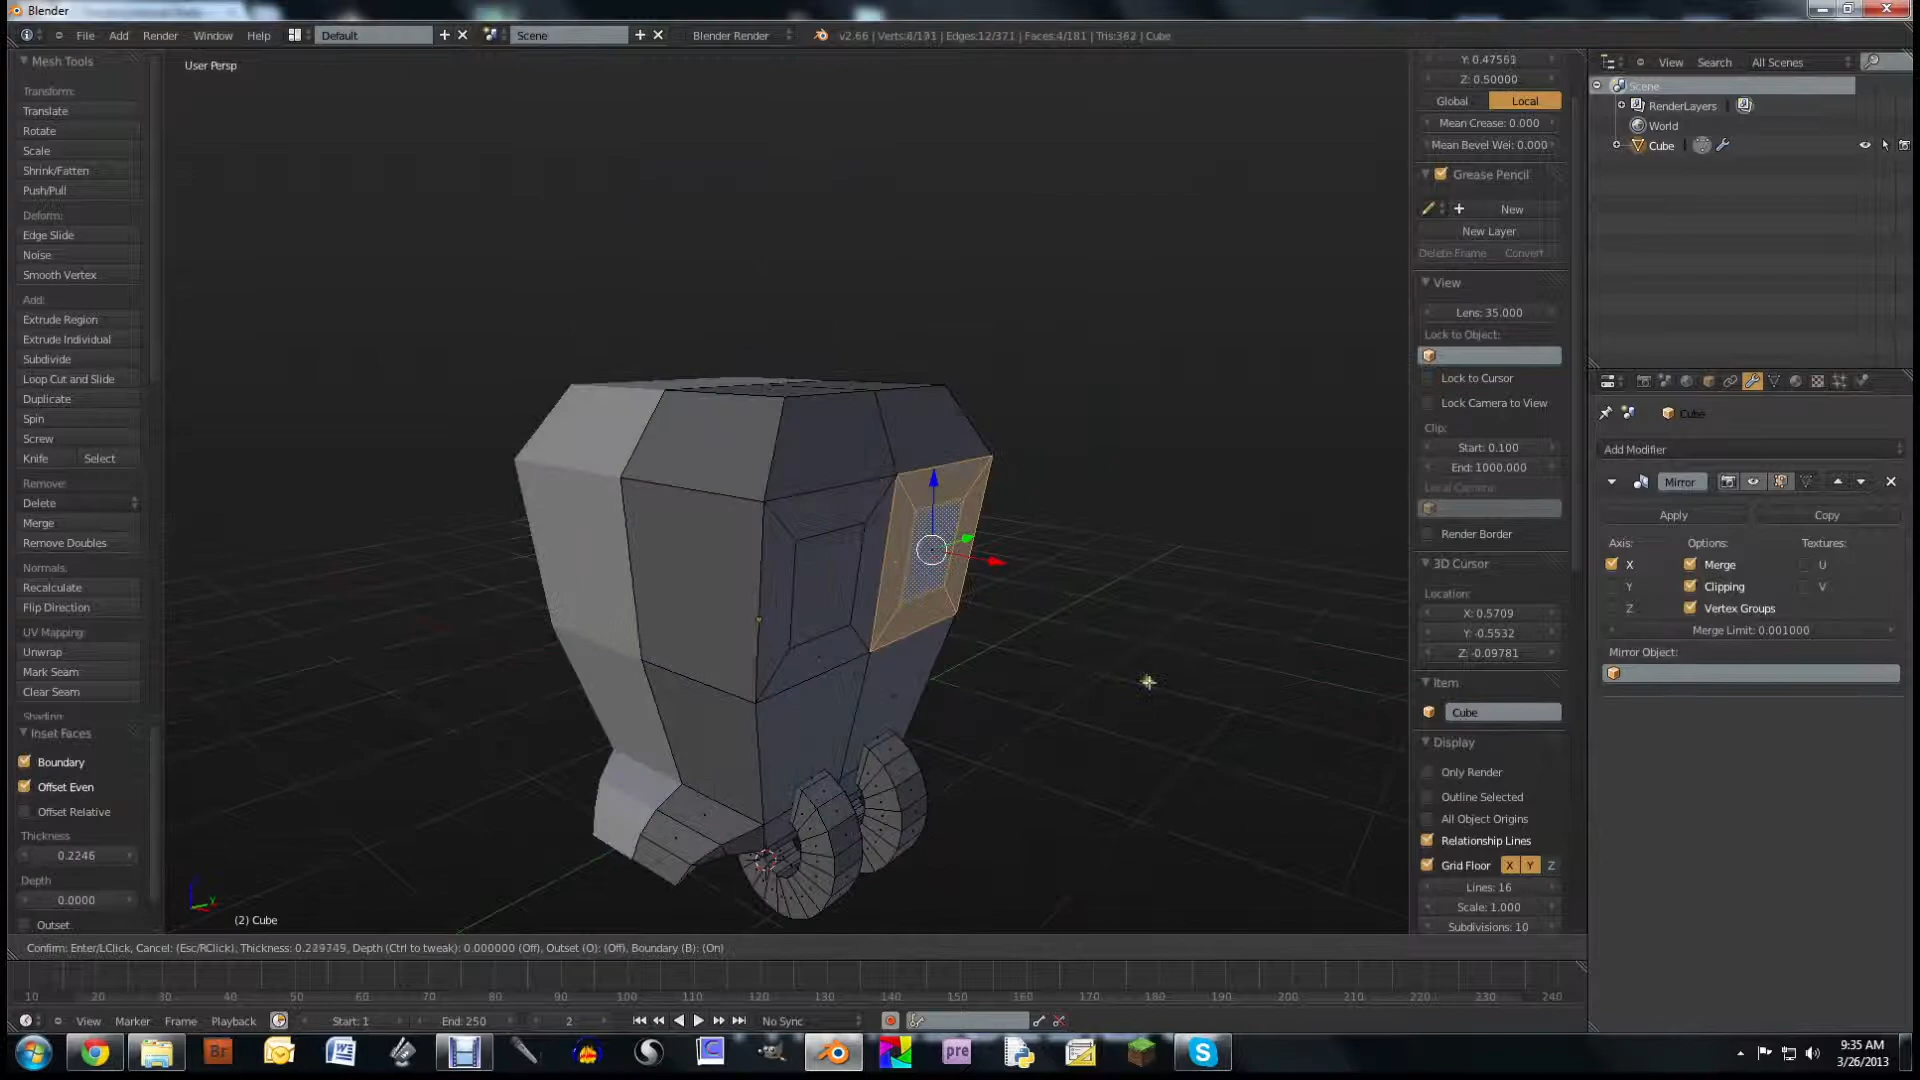 Blender
File Add Render Window Help Default Scene Blender Render v2.66 | Verts:8/191 | Edges:12/371 | Faces:4/181 | Tris:362 | Cube
Mesh Tools
Transform:
Translate
Rotate
Scale
Shrink/Fatten
Push/Pull
Deform:
Edge Slide
Noise
Smooth Vertex
Add:
Extrude Region
Extrude Individual
Subdivide
Loop Cut and Slide
Duplicate
Spin
Screw
Knife Select
Remove:
Delete
Merge
Remove Doubles
Normals:
Recalculate
Flip Direction
UV Mapping:
Unwrap
Mark Seam
Clear Seam
Shading:
Inset Faces
Boundary
Offset Even
Offset Relative
Thickness
0.2246
Depth
0.0000
Outset
User Persp
(2) Cube
Y: 0.47561
Z: 0.50000
Global Local
Mean Crease: 0.000
Mean Bevel Wei: 0.000
Grease Pencil
New
New Layer
Delete Frame Convert
View
Lens: 35.000
Lock to Object:
Lock to Cursor
Lock Camera to View
Clip:
Start: 0.100
End: 1000.000
Local Camera:
Render Border
3D Cursor
Location:
X: 0.5709
Y: -0.5532
Z: -0.09781
Item
Cube
Display
Only Render
Outline Selected
All Object Origins
Relationship Lines
Grid Floor X Y Z
Lines: 16
Scale: 1.000
Subdivisions: 10
View Search All Scenes
Scene
RenderLayers
World
Cube
Cube
Add Modifier
Mirror
Apply Copy
Axis: Options: Textures:
X Merge U
Y Clipping V
Z Vertex Groups
Merge Limit: 0.001000
Mirror Object:
Confirm: Enter/LClick, Cancel: (Esc/RClick), Thickness: 0.229749, Depth (Ctrl to tweak): 0.000000 (Off), Outset (O): (Off), Boundary (B): (On)
10 20 30 40 50 60 70 80 90 100 110 120 130 140 150 160 170 180 190 200 210 220 230 240
View Marker Frame Playback Start: 1 End: 250 2 No Sync
Br W pre S
9:35 AM
3/26/2013